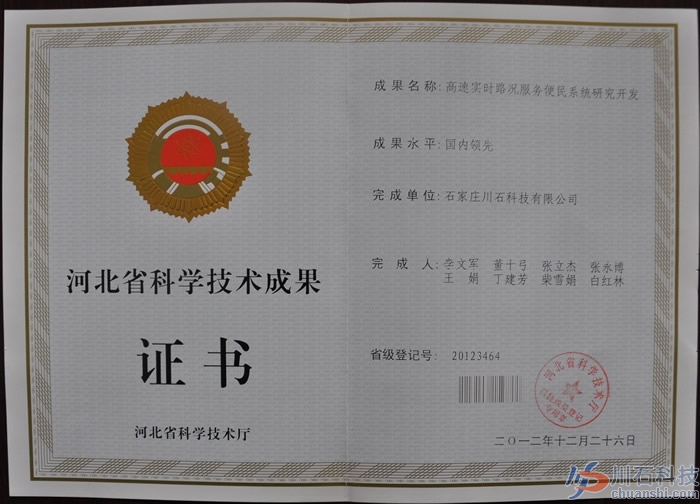 河北省科学技术成果
证书
河北省科学技术厅
成果名称：高速实时路况服务便民系统研究开发
成果水平：国内领先
完成单位：石家庄川石科技有限公司
完成人：李文军 董十弓 张立杰 张永博
王娟 丁建芳 柴雪娟 白红林
省级登记号：20123464
河北省科学技术厅
二〇一二年十二月二十六日
川石科技
chuanshi.com